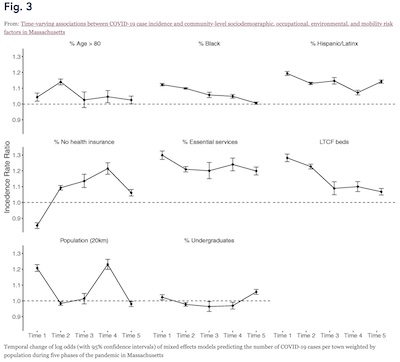 Fig. 3
From: Time-varying associations between COVID-19 case incidence and community-level sociodemographic, occupational, environmental, and mobility risk
factors in Massachusetts
% Age > 80
% Black
% Hispanic/Latinx
1.3
1.2
1.1
1.0
0.9
% No health insurance
% Essential services
LTCF beds
1.3
1.2
1.1
1.0
0.9
Incedence Rate Ratio
Population (20km)
% Undergraduates
1.3
1.2
1.1
1.0
0.9
Time 1 Time 2 Time 3 Time 4 Time 5
Time 1 Time 2 Time 3 Time 4 Time 5
Time 1 Time 2 Time 3 Time 4 Time 5
Temporal change of log odds (with 95% confidence intervals) of mixed effects models predicting the number of COVID-19 cases per town weighted by
population during five phases of the pandemic in Massachusetts